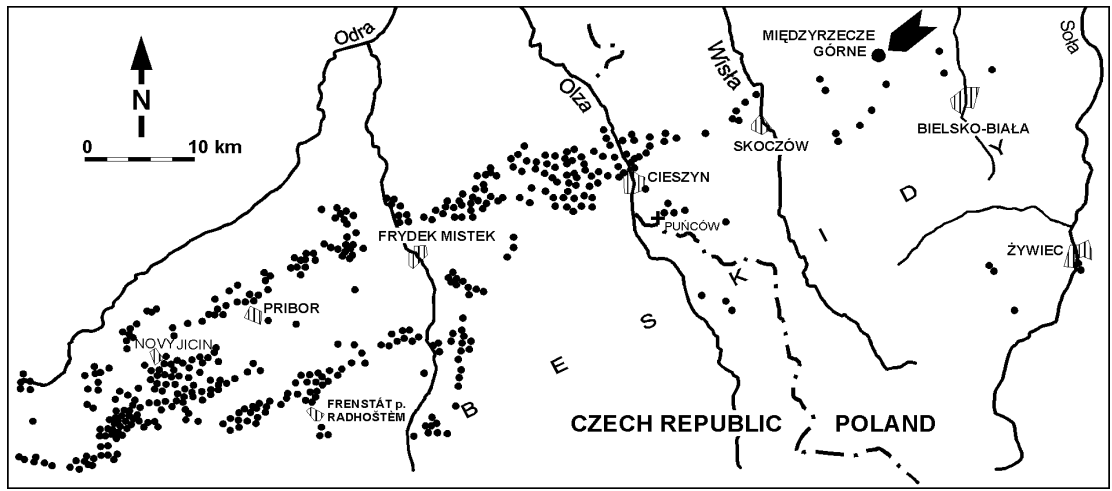 Odra
Olza
Wisła
MIĘDZYRZECZE
GÓRNE
Soła
N
0 10 km
BIELSKO-BIAŁA
SKOCZÓW
CIESZYN
PUŃCÓW
FRYDEK MISTEK
ŻYWIEC
PRIBOR
NOVY JICIN
FRENSTÁT p.
RADHOŠTĚM
B E S K I D Y
CZECH REPUBLIC
POLAND